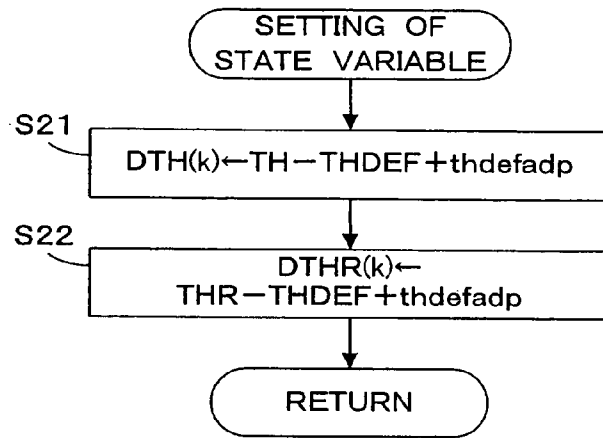 SETTING OF
STATE VARIABLE
S21
DTH(k)←TH−THDEF+thdefadp
S22
DTHR(k)←
THR−THDEF+thdefadp
RETURN